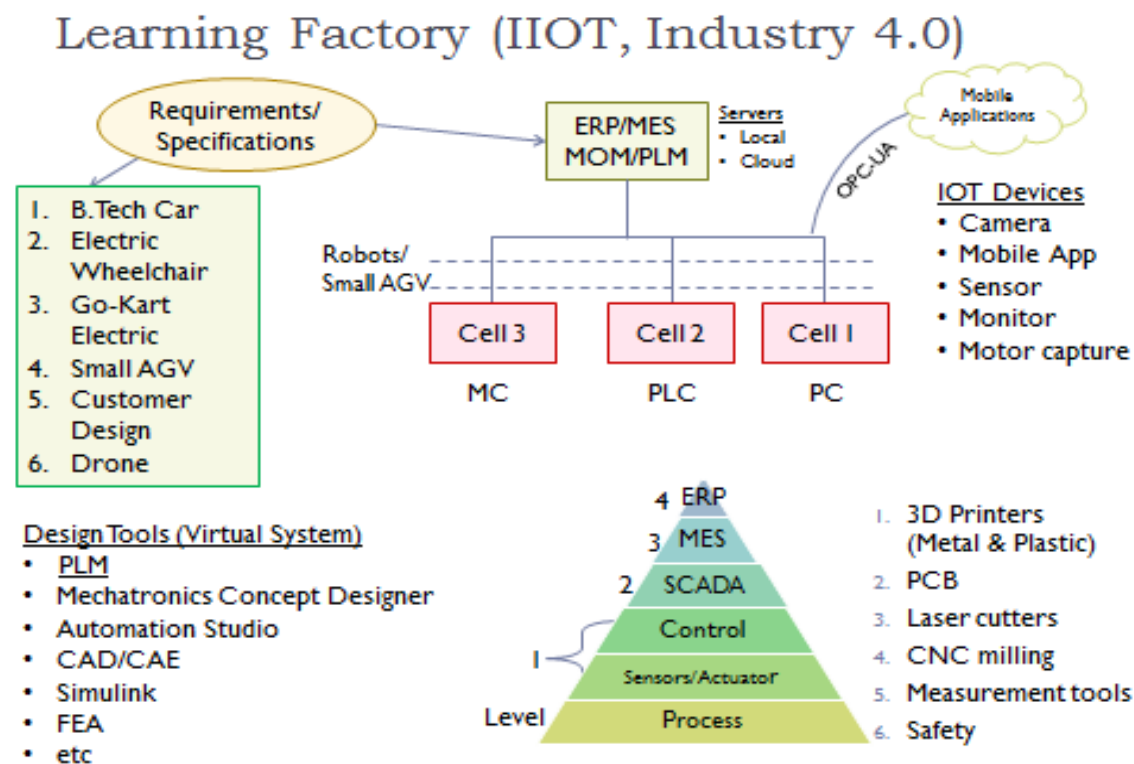 Learning Factory (IIOT, Industry 4.0)
Requirements/
Specifications
ERP/MES
MOM/PLM
Servers
• Local
• Cloud
Mobile
Applications
OPC-UA
1. B.Tech Car
2. Electric
Wheelchair
3. Go-Kart
Electric
4. Small AGV
5. Customer
Design
6. Drone
Robots/
Small AGV
Cell 3
Cell 2
Cell 1
MC
PLC
PC
IOT Devices
• Camera
• Mobile App
• Sensor
• Monitor
• Motor capture
Design Tools (Virtual System)
• PLM
• Mechatronics Concept Designer
• Automation Studio
• CAD/CAE
• Simulink
• FEA
• etc
4 ERP
3 MES
2 SCADA
Control
1
Sensors/Actuator
Level
Process
1. 3D Printers
(Metal & Plastic)
2. PCB
3. Laser cutters
4. CNC milling
5. Measurement tools
6. Safety